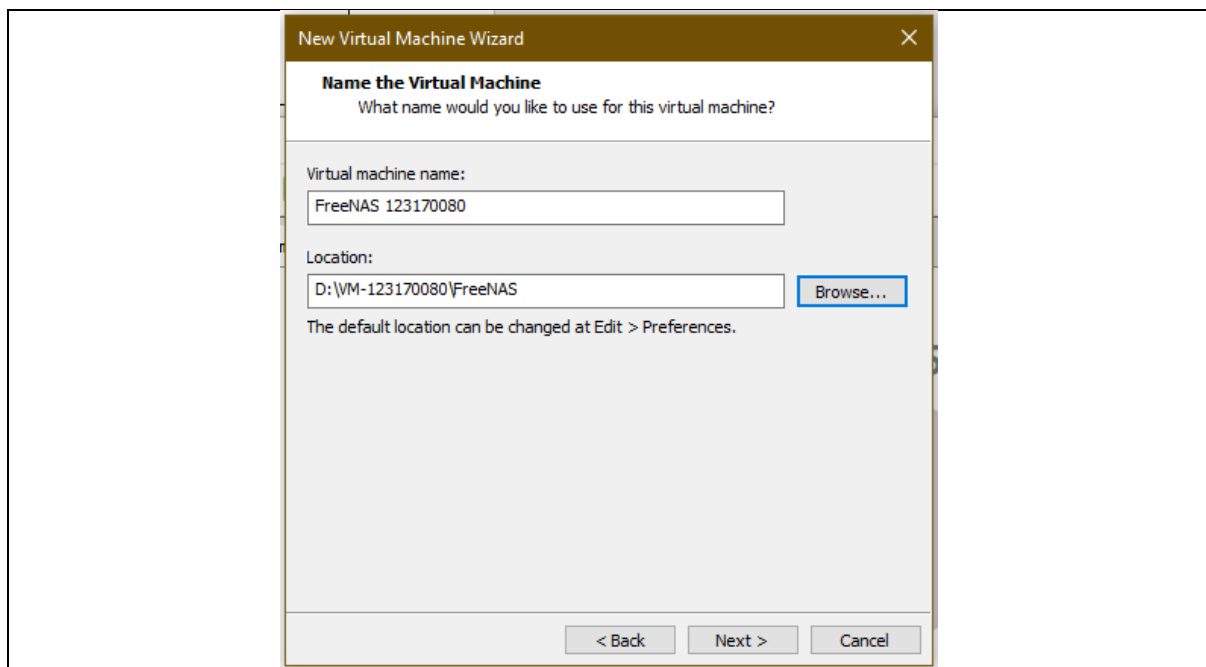 New Virtual Machine Wizard
Name the Virtual Machine
What name would you like to use for this virtual machine?
Virtual machine name:
FreeNAS 123170080
Location:
D:\VM-123170080\FreeNAS
Browse...
The default location can be changed at Edit > Preferences.
< Back Next > Cancel